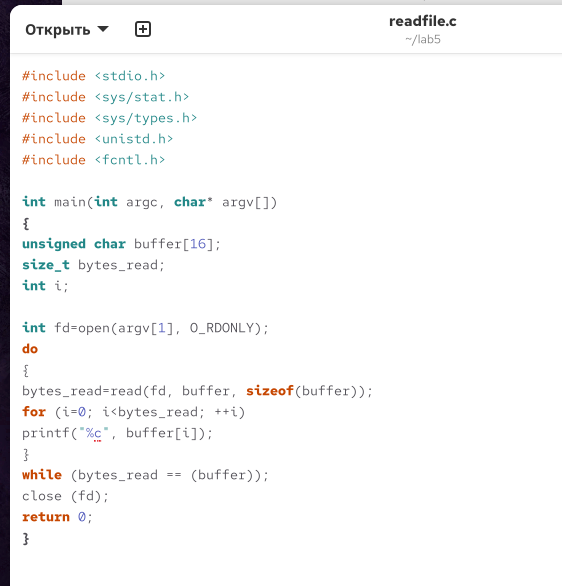 Открыть
readfile.c
~/lab5
#include <stdio.h>
#include <sys/stat.h>
#include <sys/types.h>
#include <unistd.h>
#include <fcntl.h>
int main(int argc, char* argv[])
{
unsigned char buffer[16];
size_t bytes_read;
int i;
int fd=open(argv[1], O_RDONLY);
do
{
bytes_read=read(fd, buffer, sizeof(buffer));
for (i=0; i<bytes_read; ++i)
printf("%c", buffer[i]);
}
while (bytes_read == (buffer));
close (fd);
return 0;
}